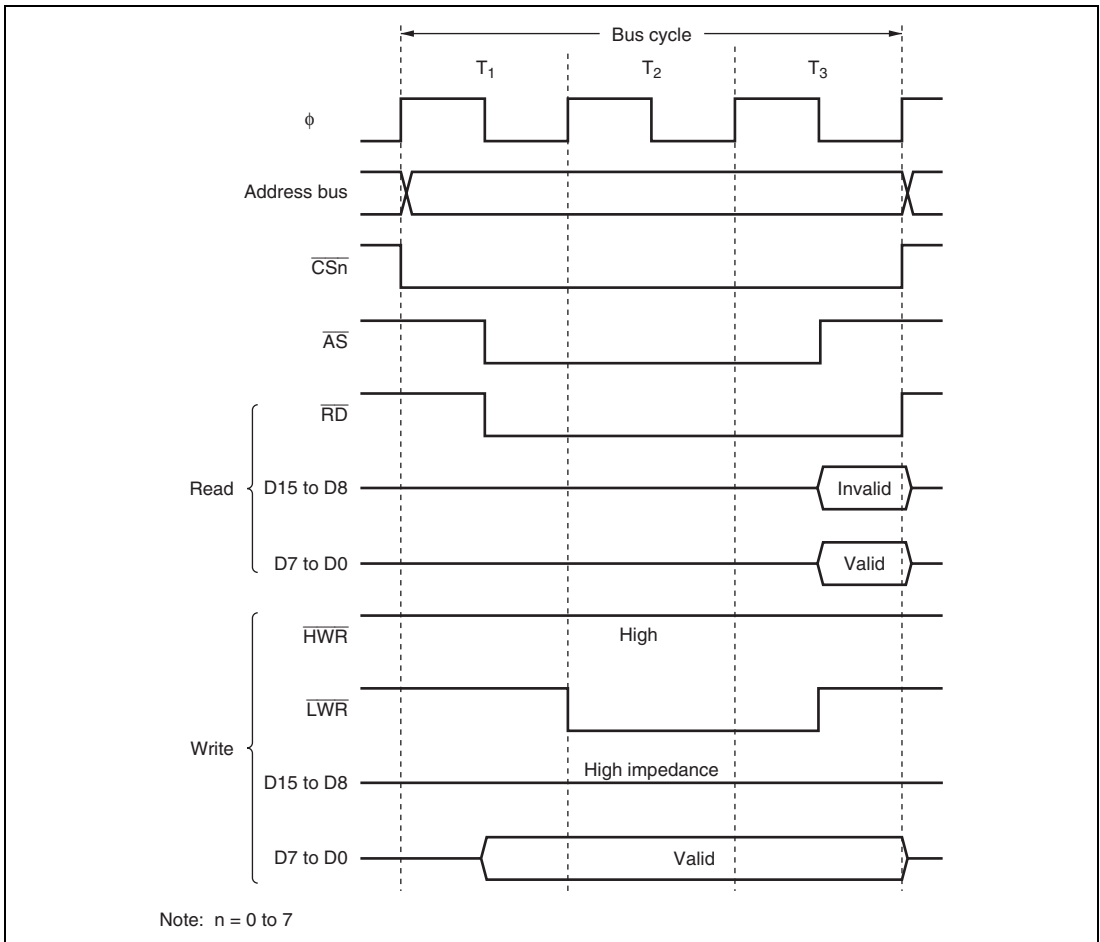 Bus cycle
T1 T2 T3
φ
Address bus
CSn
AS
RD
Read D15 to D8 Invalid
D7 to D0 Valid
HWR High
LWR
Write
D15 to D8 High impedance
D7 to D0 Valid
Note: n = 0 to 7